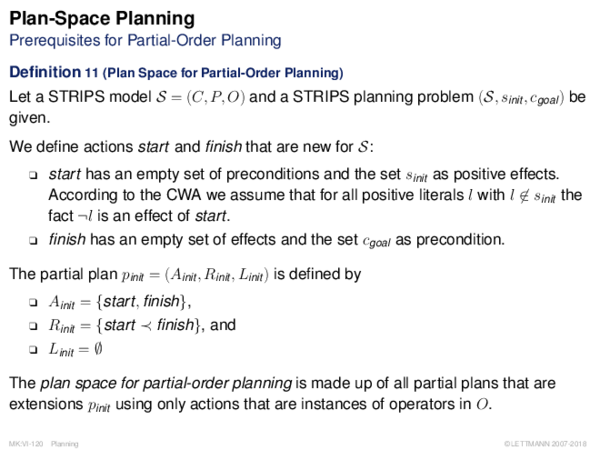 Plan-Space Planning
Prerequisites for Partial-Order Planning
Definition 11 (Plan Space for Partial-Order Planning)
Let a STRIPS model S = (C, P, O) and a STRIPS planning problem (S, s_init, c_goal) be
given.
We define actions start and finish that are new for S:
❑ start has an empty set of preconditions and the set s_init as positive effects.
According to the CWA we assume that for all positive literals l with l ∉ s_init the
fact ¬l is an effect of start.
❑ finish has an empty set of effects and the set c_goal as precondition.
The partial plan p_init = (A_init, R_init, L_init) is defined by
❑ A_init = {start, finish},
❑ R_init = {start ≺ finish}, and
❑ L_init = ∅
The plan space for partial-order planning is made up of all partial plans that are
extensions p_init using only actions that are instances of operators in O.
MK:VI-120 Planning
©LETTMANN 2007-2018